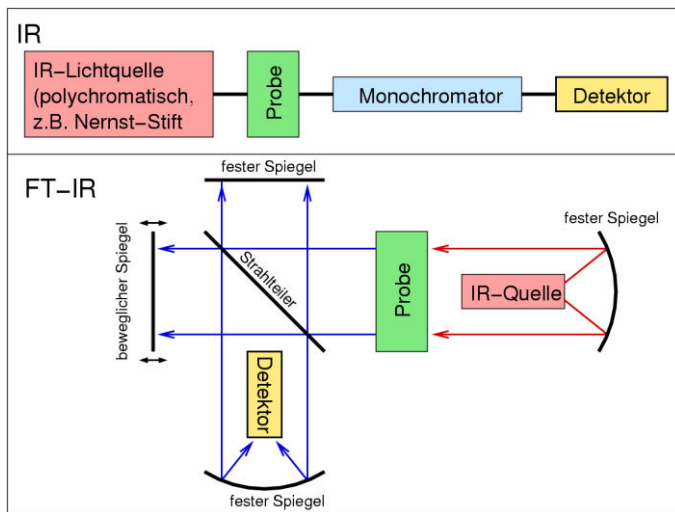 IR
IR-Lichtquelle
(polychromatisch,
z.B. Nernst-Stift
Probe
Monochromator
Detektor
FT-IR
fester Spiegel
fester Spiegel
beweglicher Spiegel
Strahlteiler
Probe
IR-Quelle
Detektor
fester Spiegel